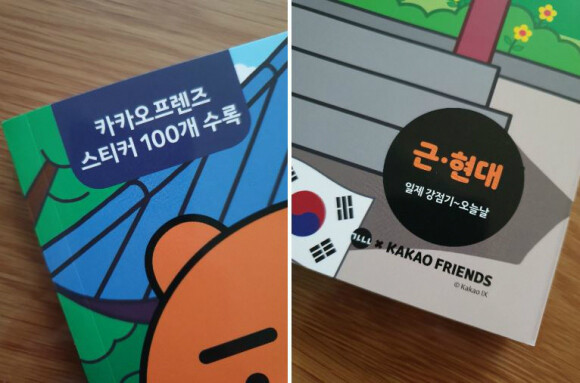 카카오프렌즈
스티커 100개 수록
근·현대
일제 강점기~오늘날
× KAKAO FRIENDS
© Kakao IX